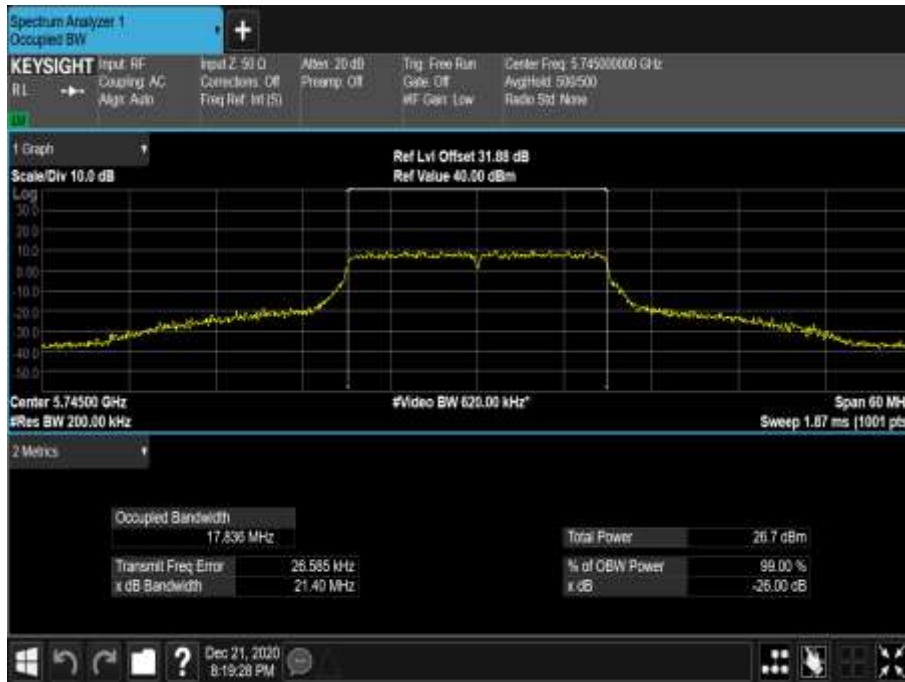 Spectrum Analyzer 1
Occupied BW
+
KEYSIGHT
RL
Input: RF
Coupling: AC
Align: Auto
Input Z: 50 Ω
Corrections: Off
Freq Ref: Int (S)
Atten: 20 dB
Preamp: Off
Trig: Free Run
Gate: Off
#IF Gain: Low
Center Freq: 5.745000000 GHz
Avg|Hold: 500/500
Radio Std: None
1 Graph
Scale/Div 10.0 dB
Ref Lvl Offset 31.88 dB
Ref Value 40.00 dBm
Log
30.0
20.0
10.0
0.00
-10.0
-20.0
-30.0
-40.0
-50.0
Center 5.74500 GHz
#Video BW 620.00 kHz*
Span 60 MH
#Res BW 200.00 kHz
Sweep 1.87 ms (1001 pts
2 Metrics
Occupied Bandwidth
17.836 MHz
Total Power 26.7 dBm
Transmit Freq Error 26.585 kHz
% of OBW Power 99.00 %
x dB Bandwidth 21.40 MHz
x dB -26.00 dB
?
Dec 21, 2020
8:19:28 PM